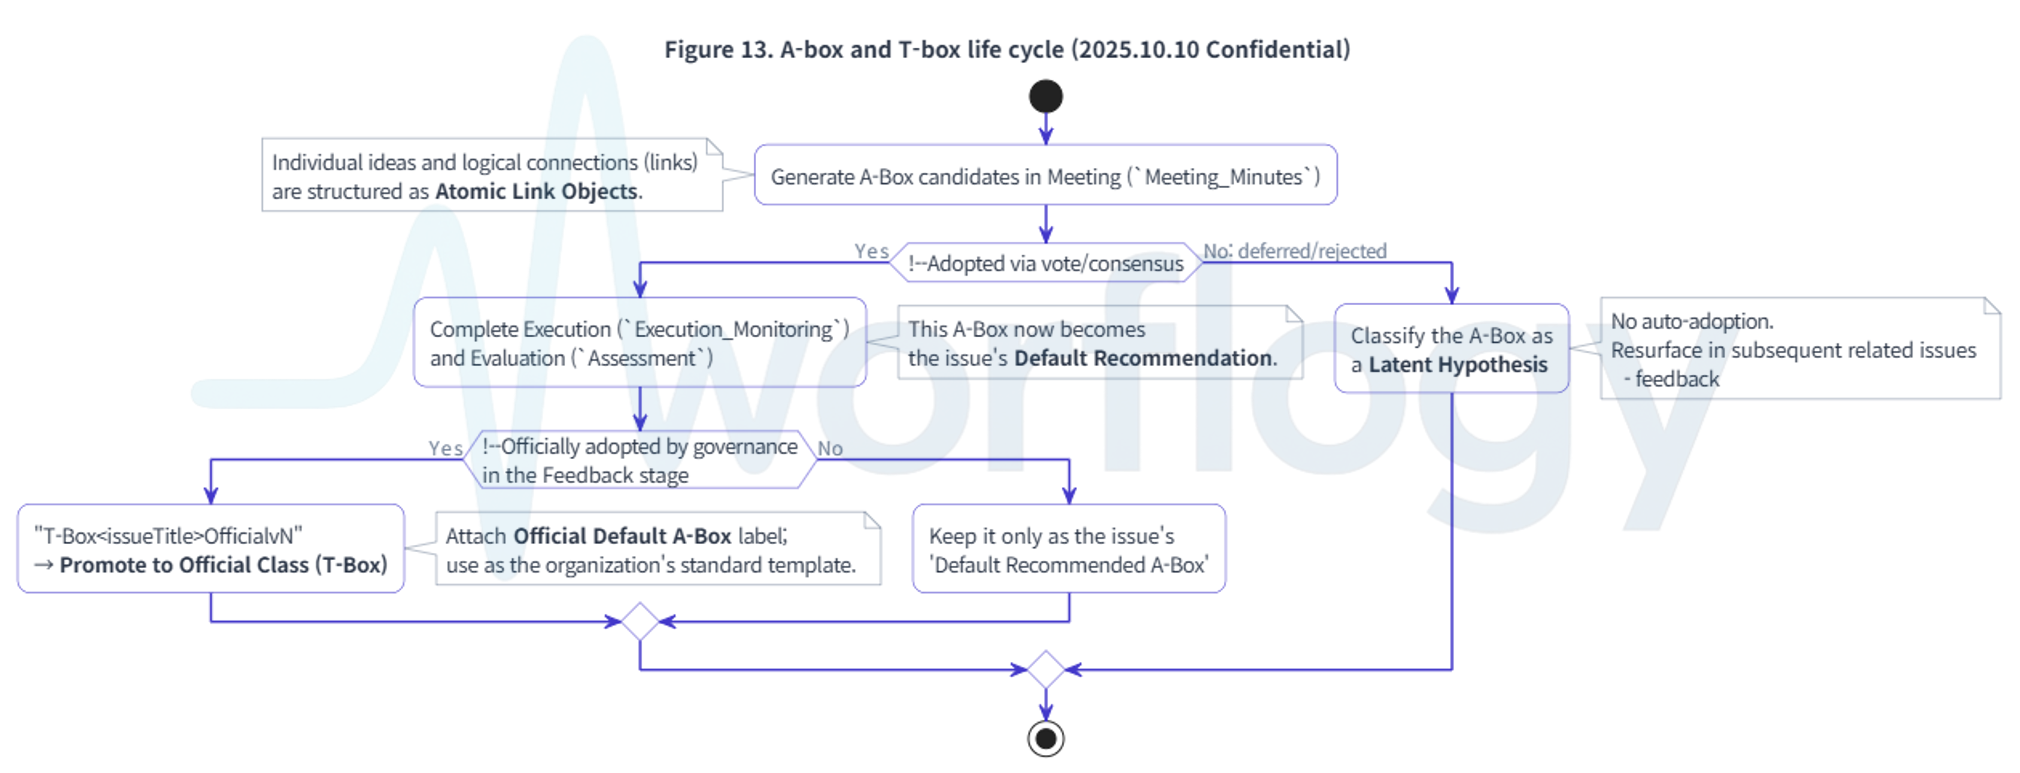 Figure 13. A-box and T-box life cycle (2025.10.10 Confidential)
Individual ideas and logical connections (links)
are structured as Atomic Link Objects.
Generate A-Box candidates in Meeting (`Meeting_Minutes`)
Yes
!--Adopted via vote/consensus
No: deferred/rejected
Complete Execution (`Execution_Monitoring`)
and Evaluation (`Assessment`)
This A-Box now becomes
the issue's Default Recommendation.
Classify the A-Box as
a Latent Hypothesis
No auto-adoption.
Resurface in subsequent related issues
- feedback
Yes
!--Officially adopted by governance
in the Feedback stage
No
"T-Box<issueTitle>OfficialvN"
→ Promote to Official Class (T-Box)
Attach Official Default A-Box label;
use as the organization's standard template.
Keep it only as the issue's
'Default Recommended A-Box'
worflogy